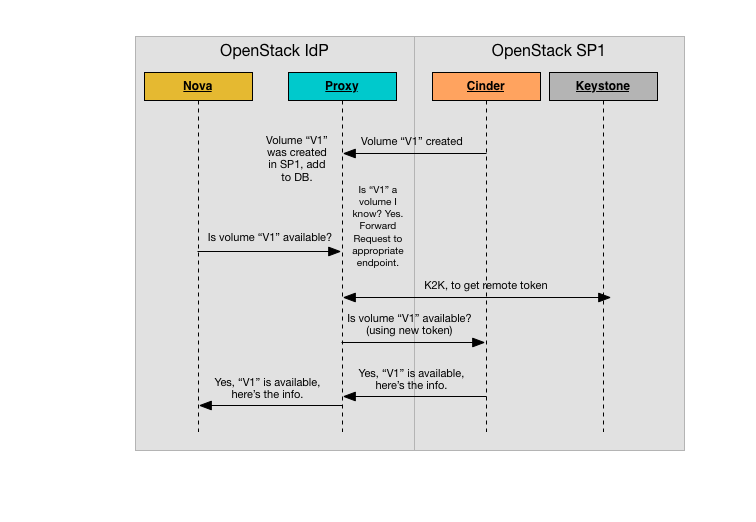 OpenStack IdP
OpenStack SP1
Nova
Proxy
Cinder
Keystone
Volume “V1”
was created
in SP1, add
to DB.
Volume “V1” created
Is “V1” a
volume I
know? Yes.
Forward
Request to
appropriate
endpoint.
Is volume “V1” available?
K2K, to get remote token
Is volume “V1” available?
(using new token)
Yes, “V1” is available,
here’s the info.
Yes, “V1” is available,
here’s the info.